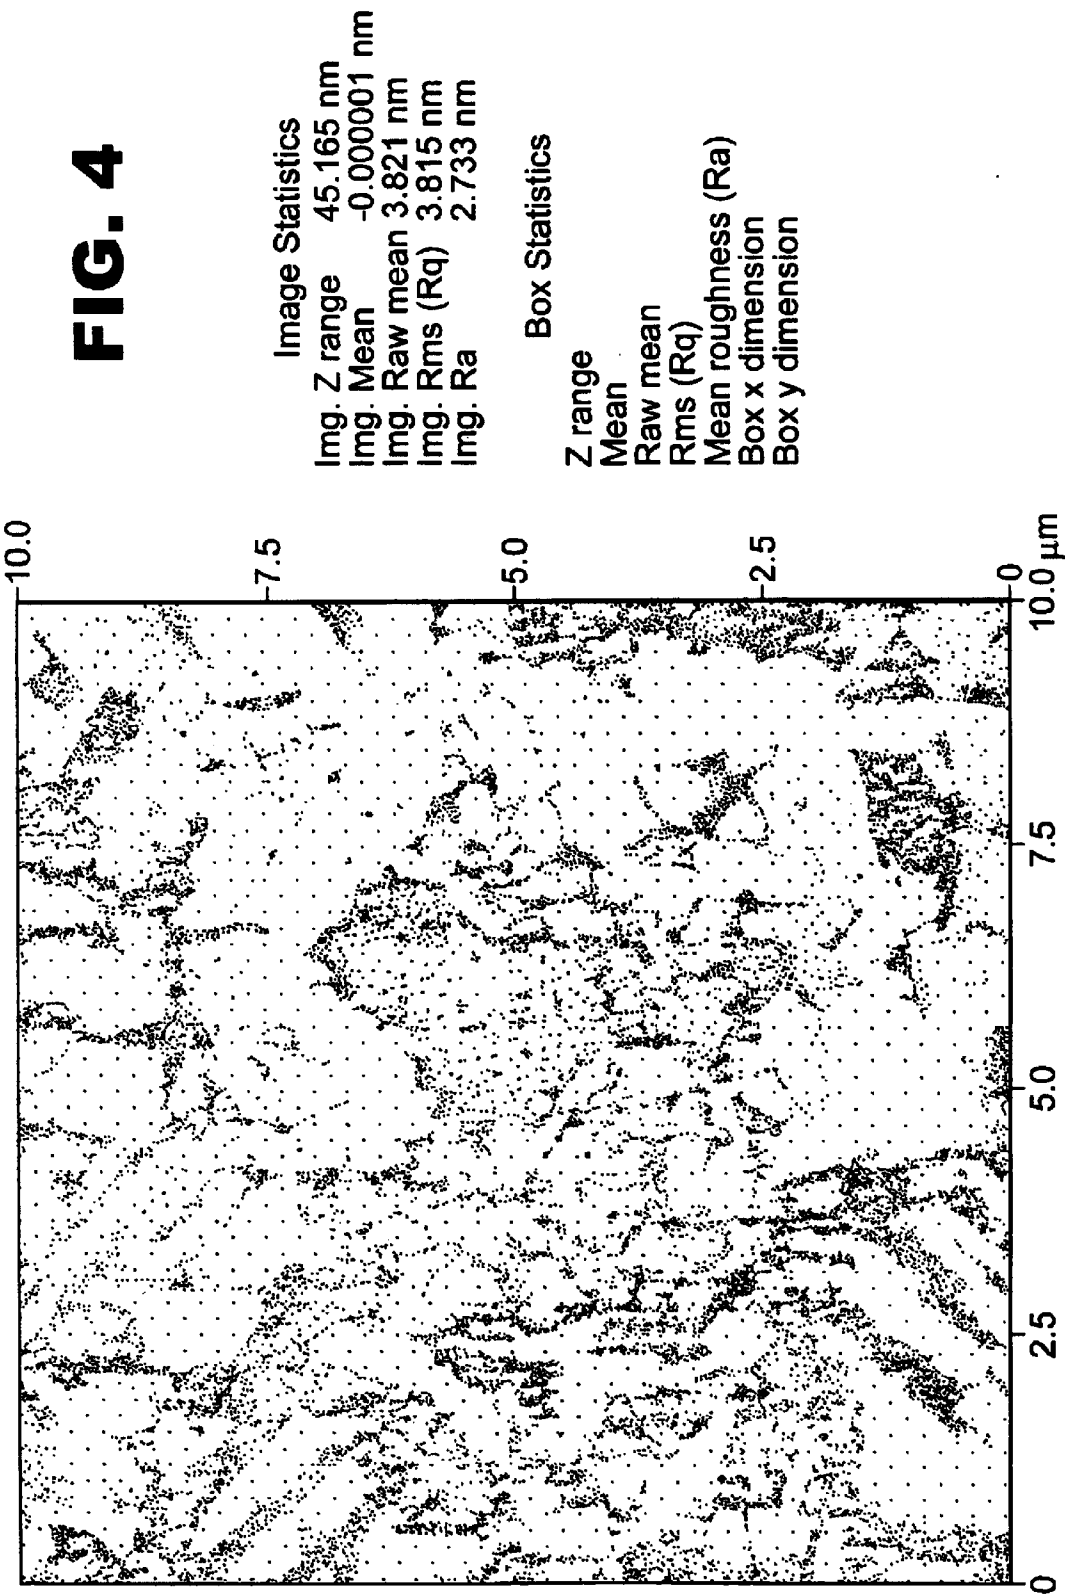 FIG. 4
Image Statistics
Img. Z range 45.165 nm
Img. Mean -0.000001 nm
Img. Raw mean 3.821 nm
Img. Rms (Rq) 3.815 nm
Img. Ra 2.733 nm
Box Statistics
Z range
Mean
Raw mean
Rms (Rq)
Mean roughness (Ra)
Box x dimension
Box y dimension
10.0
7.5
5.0
2.5
0
0
2.5
5.0
7.5
10.0 μm